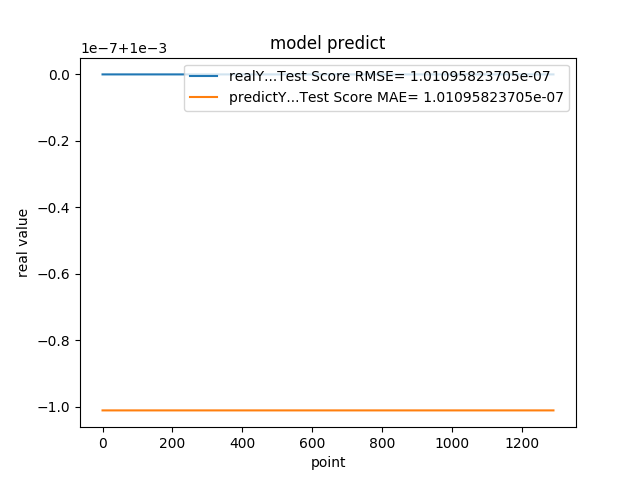 model predict
1e−7+1e−3
realY...Test Score RMSE= 1.01095823705e-07
predictY...Test Score MAE= 1.01095823705e-07
0.0
−0.2
−0.4
−0.6
−0.8
−1.0
real value
0 200 400 600 800 1000 1200
point